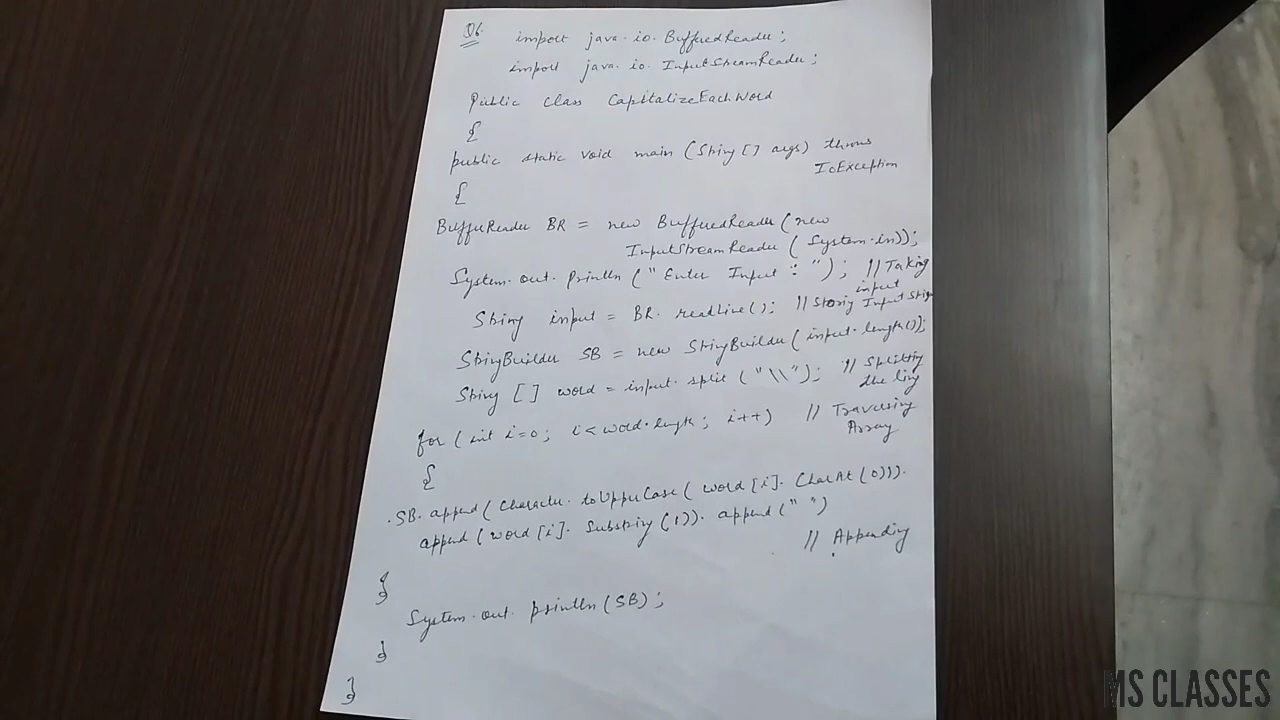 Q6. import java.io.BufferedReader;
import java.io.InputStreamReader;
Public class CapitalizeEachWord
{
public static void main (String [] args) throws
IoException
{
BufferReader BR = new BufferedReader (new
InputStreamReader (System.in));
System.out.println ("Enter Input : "); // Taking
input
String input = BR.readLine(); // Storig Input Strig
StringBuilder SB = new StringBuilder (input.length());
String [] word = input.split ("\\"); // Splitting
the ling
for (int i=0; i<word.length; i++) // Traversing
Array
{
.SB.append (Character.toUpperCase (word [i]. CharAt (0))).
append (word [i]. Substring (1)). append (" ")
// Appending
}
System.out.println (SB);
}
}
MS CLASSES